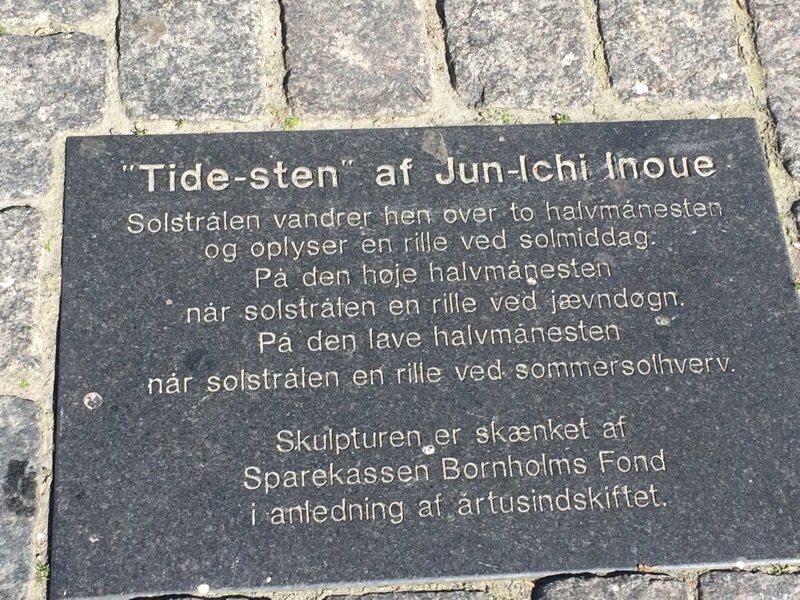 "Tide-sten" af Jun-Ichi Inoue
Solstrålen vandrer hen over to halvmånesten
og oplyser en rille ved solmiddag.
På den høje halvmånesten
når solstrålen en rille ved jævndøgn.
På den lave halvmånesten
når solstrålen en rille ved sommersolhverv.
Skulpturen er skænket af
Sparekassen Bornholms Fond
i anledning af årtusindskiftet.